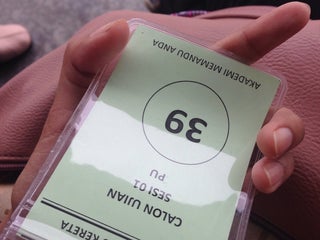 KERETA
CALON UJIAN
SESI 01
PU
39
AKADEMI MEMANDU ANDA